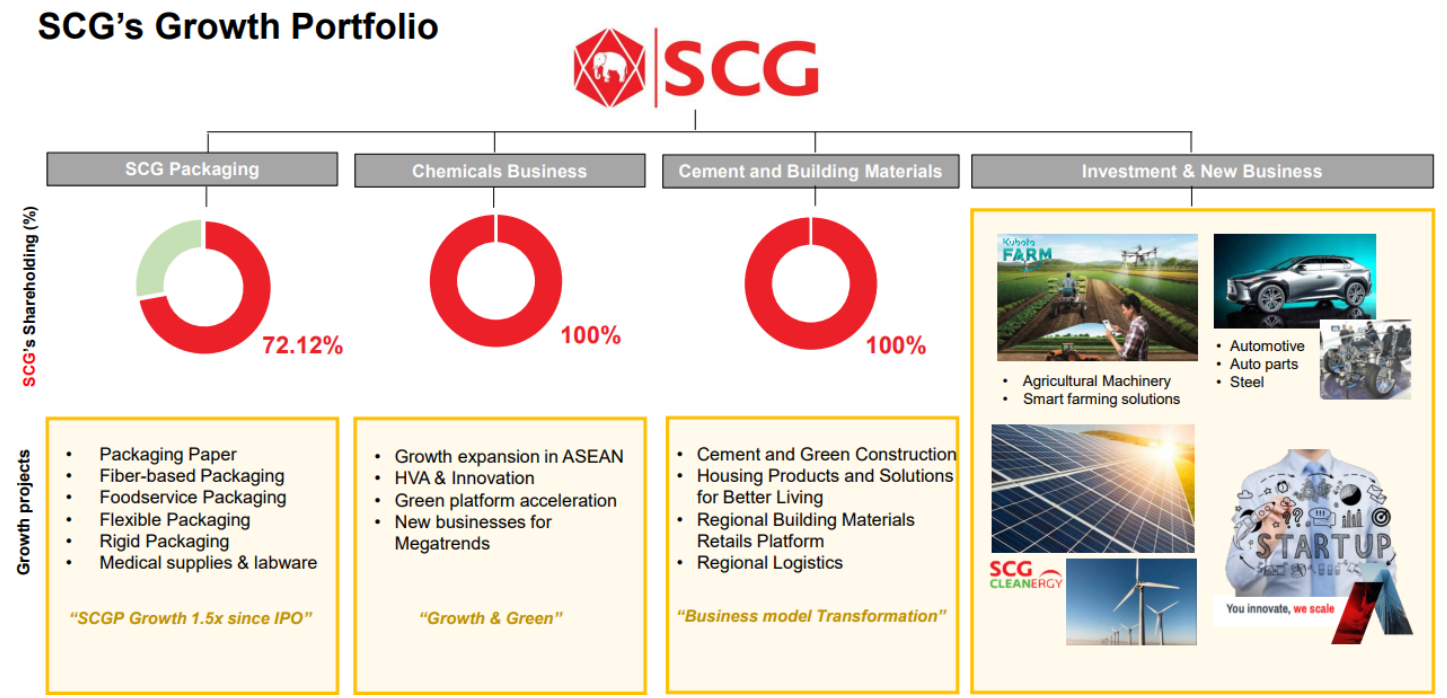 SCG's Growth Portfolio
SCG
SCG Packaging
Chemicals Business
Cement and Building Materials
Investment & New Business
SCG's Shareholding (%)
72.12%
100%
100%
Kubota
FARM
• Agricultural Machinery
• Smart farming solutions
• Automotive
• Auto parts
• Steel
Growth projects
• Packaging Paper
• Fiber-based Packaging
• Foodservice Packaging
• Flexible Packaging
• Rigid Packaging
• Medical supplies & labware
"SCGP Growth 1.5x since IPO"
• Growth expansion in ASEAN
• HVA & Innovation
• Green platform acceleration
• New businesses for
Megatrends
"Growth & Green"
• Cement and Green Construction
• Housing Products and Solutions
for Better Living
• Regional Building Materials
Retails Platform
• Regional Logistics
"Business model Transformation"
SCG
CLEANERGY
??
START UP
You innovate, we scale